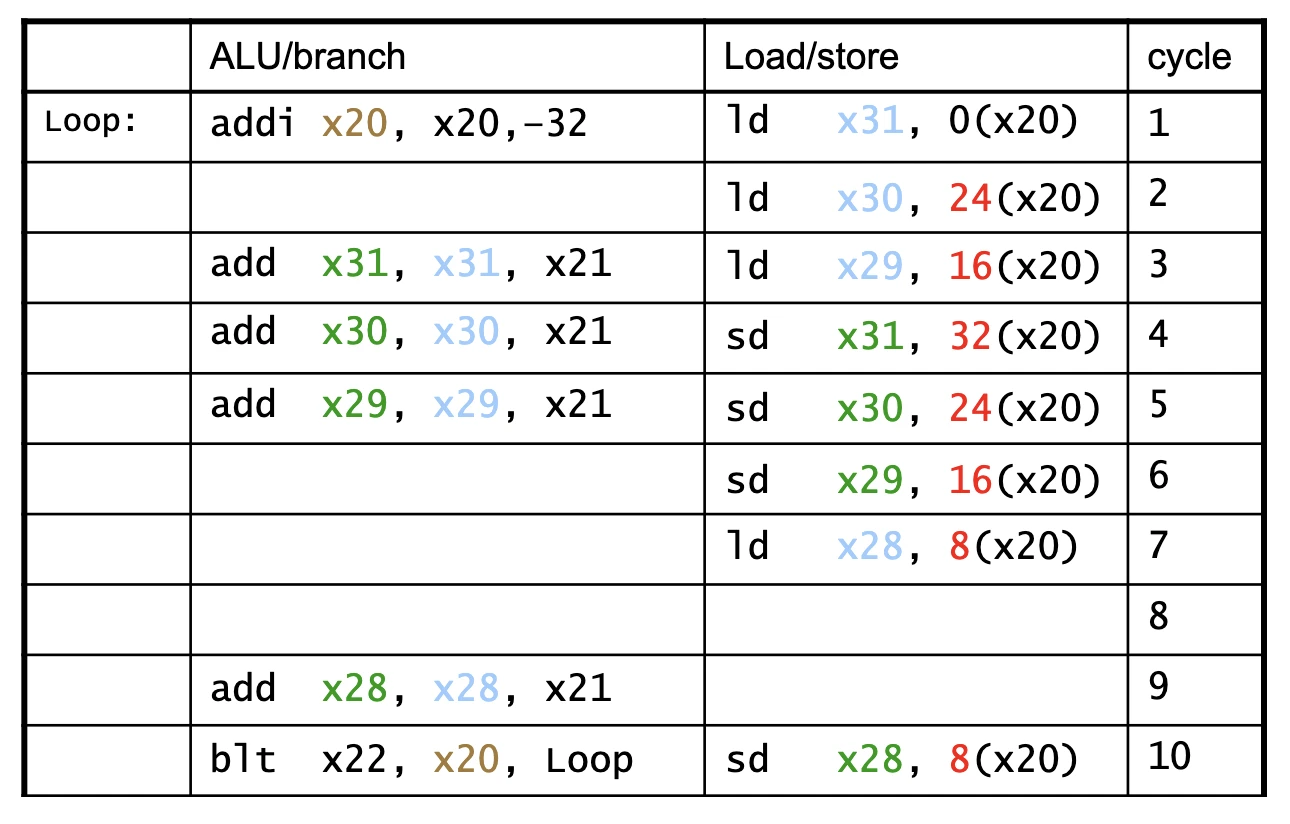 ALU/branch Load/store cycle
Loop: addi x20, x20,-32 ld x31, 0(x20) 1
ld x30, 24(x20) 2
add x31, x31, x21 ld x29, 16(x20) 3
add x30, x30, x21 sd x31, 32(x20) 4
add x29, x29, x21 sd x30, 24(x20) 5
sd x29, 16(x20) 6
ld x28, 8(x20) 7
8
add x28, x28, x21 9
blt x22, x20, Loop sd x28, 8(x20) 10